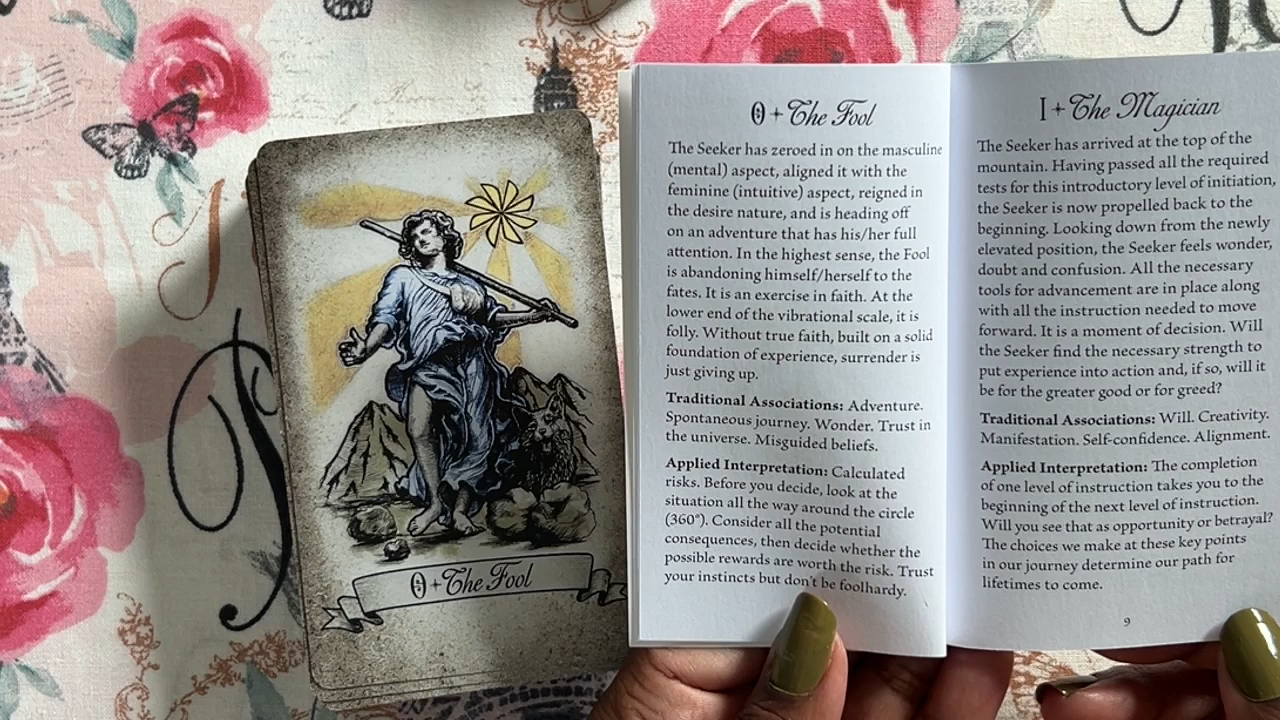 0 + The Fool
0 + The Fool
The Seeker has zeroed in on the masculine
(mental) aspect, aligned it with the
feminine (intuitive) aspect, reigned in
the desire nature, and is heading off
on an adventure that has his/her full
attention. In the highest sense, the Fool
is abandoning himself/herself to the
fates. It is an exercise in faith. At the
lower end of the vibrational scale, it is
folly. Without true faith, built on a solid
foundation of experience, surrender is
just giving up.
Traditional Associations: Adventure.
Spontaneous journey. Wonder. Trust in
the universe. Misguided beliefs.
Applied Interpretation: Calculated
risks. Before you decide, look at the
situation all the way around the circle
(360°). Consider all the potential
consequences, then decide whether the
possible rewards are worth the risk. Trust
your instincts but don't be foolhardy.
I + The Magician
The Seeker has arrived at the top of the
mountain. Having passed all the required
tests for this introductory level of initiation,
the Seeker is now propelled back to the
beginning. Looking down from the newly
elevated position, the Seeker feels wonder,
doubt and confusion. All the necessary
tools for advancement are in place along
with all the instruction needed to move
forward. It is a moment of decision. Will
the Seeker find the necessary strength to
put experience into action and, if so, will it
be for the greater good or for greed?
Traditional Associations: Will. Creativity.
Manifestation. Self-confidence. Alignment.
Applied Interpretation: The completion
of one level of instruction takes you to the
beginning of the next level of instruction.
Will you see that as opportunity or betrayal?
The choices we make at these key points
in our journey determine our path for
lifetimes to come.
9